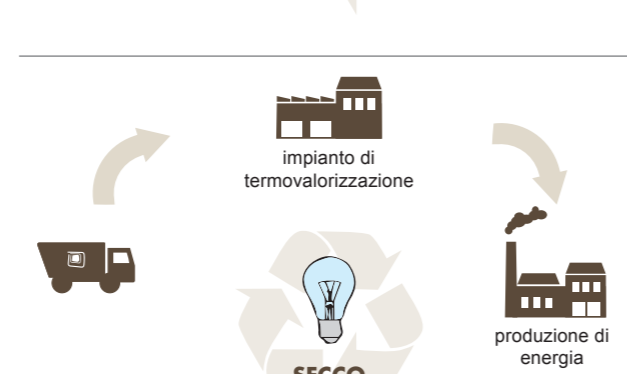 impianto di
termovalorizzazione
produzione di
energia
SECCO